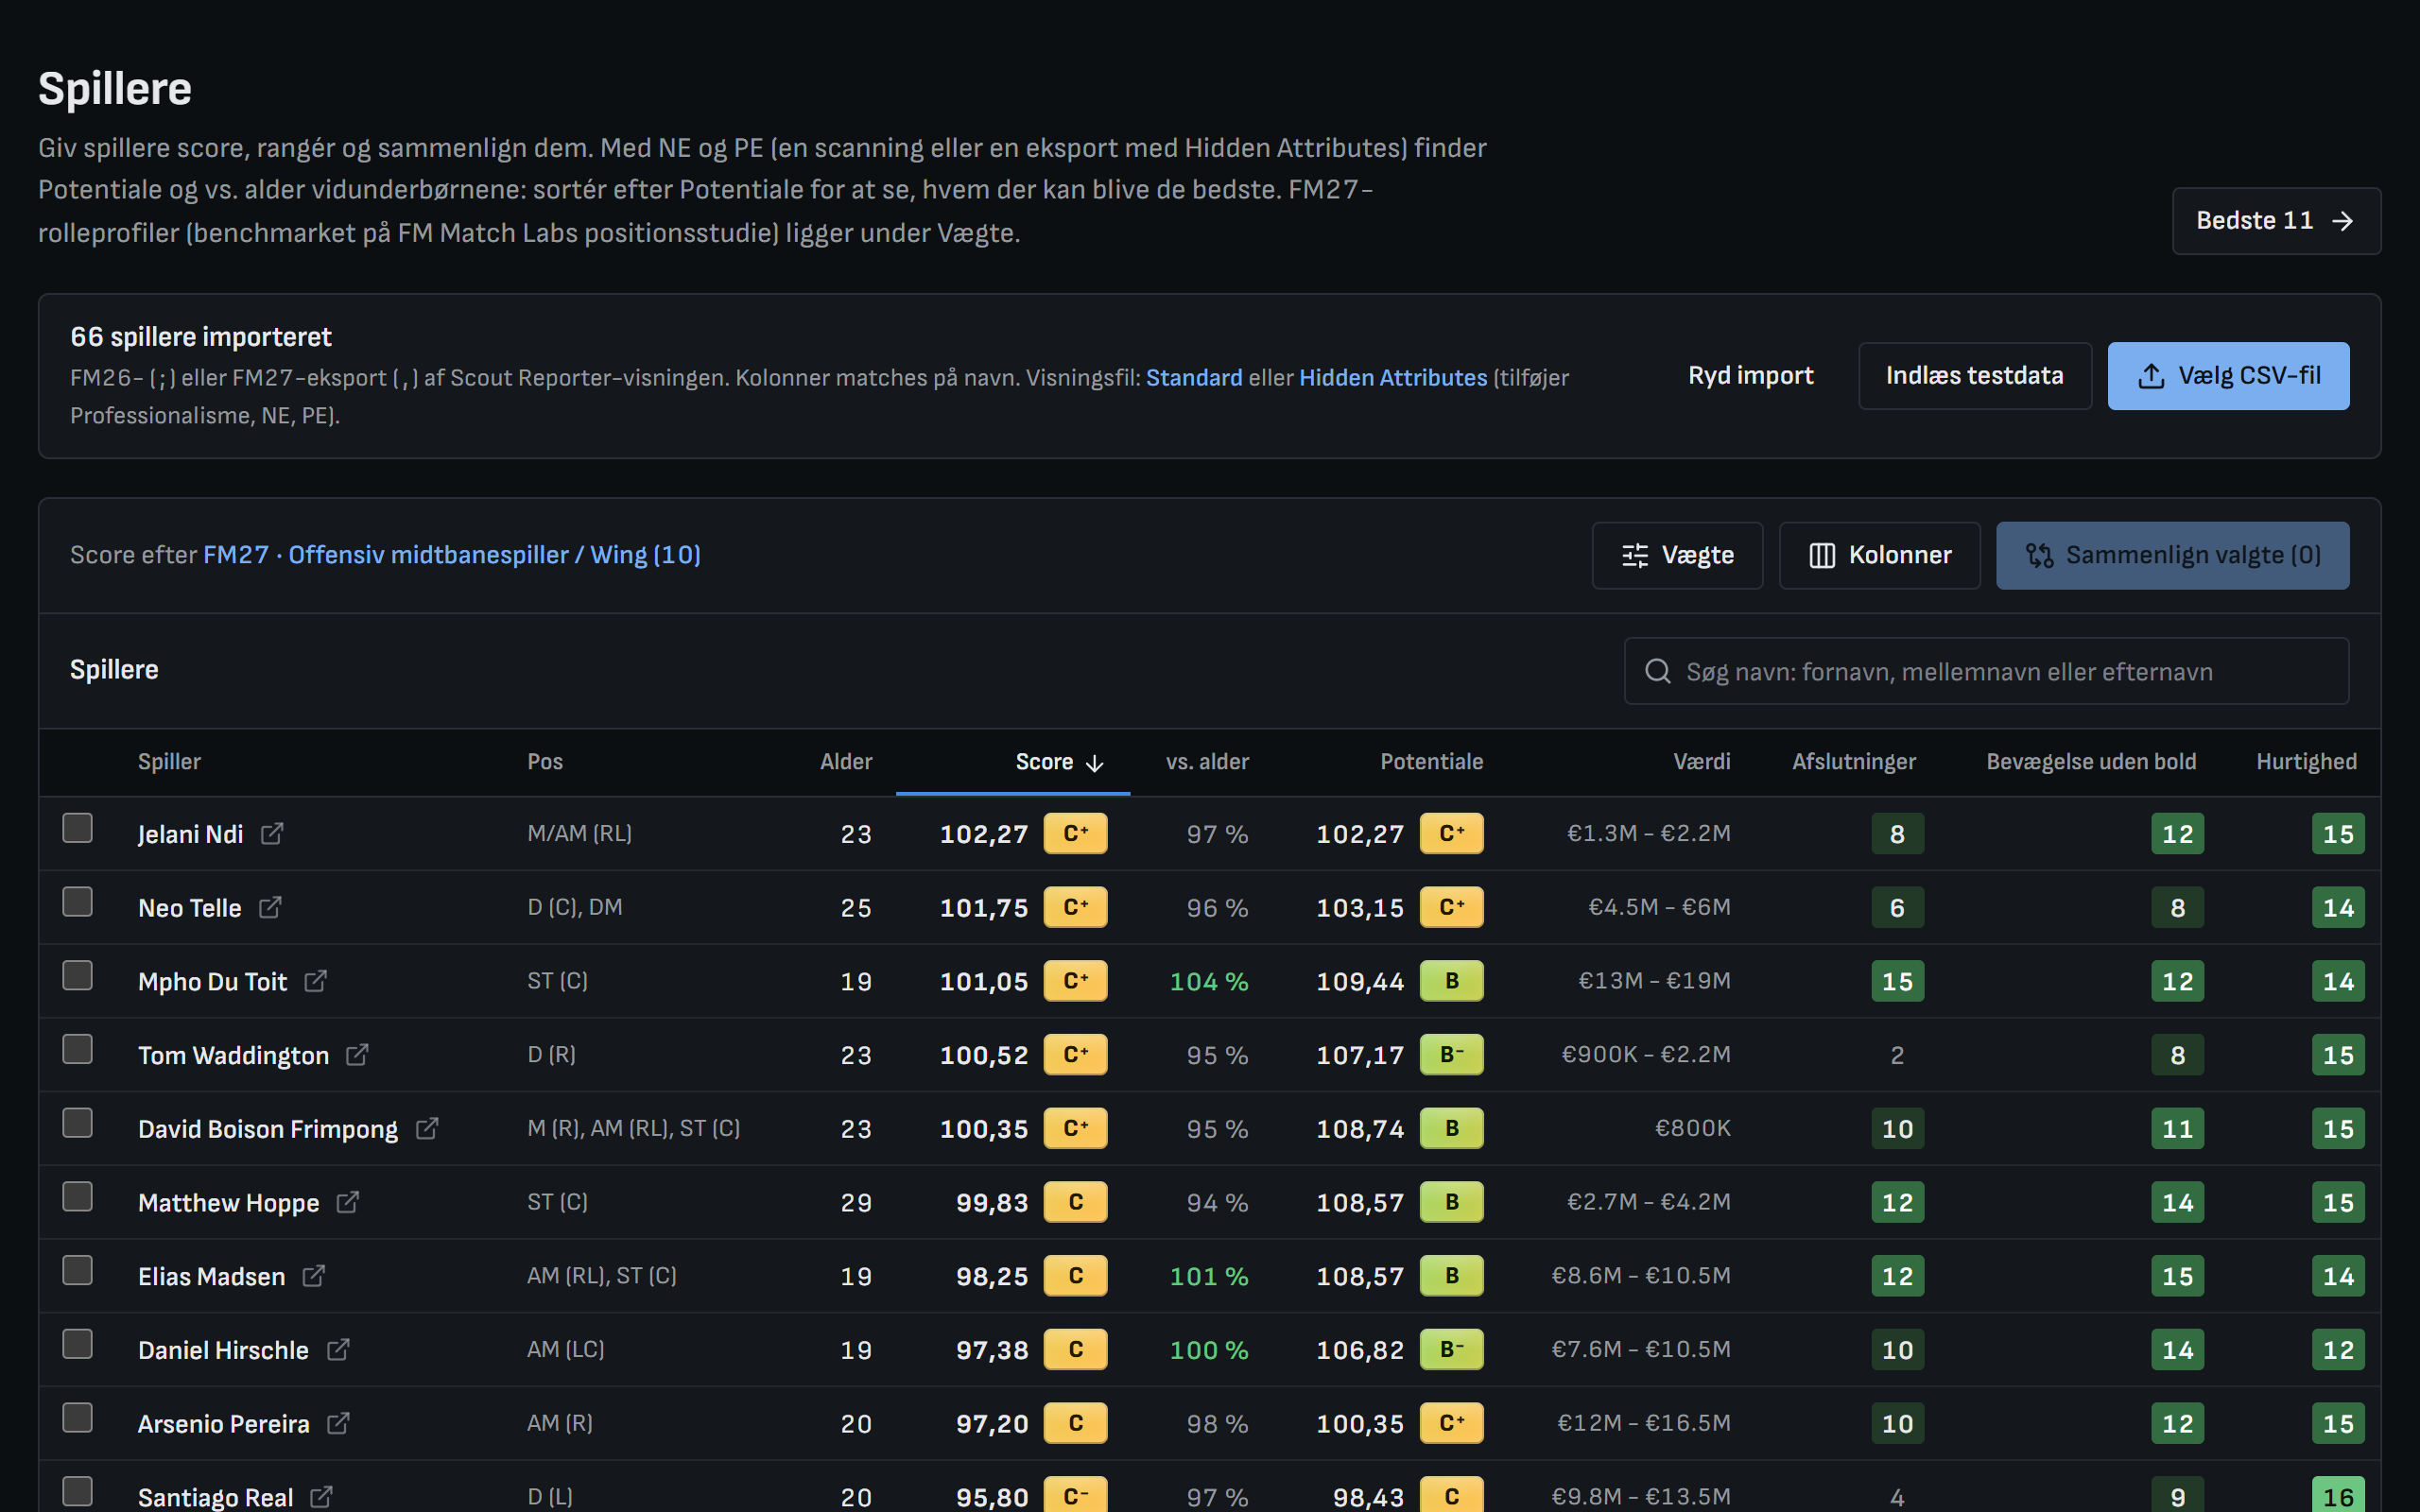 Spillere
Giv spillere score, rangér og sammenlign dem. Med NE og PE (en scanning eller en eksport med Hidden Attributes) finder
Potentiale og vs. alder vidunderbørnene: sortér efter Potentiale for at se, hvem der kan blive de bedste. FM27-
rolleprofiler (benchmarket på FM Match Labs positionsstudie) ligger under Vægte.
Bedste 11
66 spillere importeret
FM26- (;) eller FM27-eksport (,) af Scout Reporter-visningen. Kolonner matches på navn. Visningsfil: Standard eller Hidden Attributes (tilføjer
Professionalisme, NE, PE).
Ryd import
Indlæs testdata
Vælg CSV-fil
Score efter FM27 · Offensiv midtbanespiller / Wing (10)
Vægte
Kolonner
Sammenlign valgte (0)
Spillere
Søg navn: fornavn, mellemnavn eller efternavn
Spiller Pos Alder Score vs. alder Potentiale Værdi Afslutninger Bevægelse uden bold Hurtighed
Jelani Ndi M/AM (RL) 23 102,27 C+ 97 % 102,27 C+ €1.3M - €2.2M 8 12 15
Neo Telle D (C), DM 25 101,75 C+ 96 % 103,15 C+ €4.5M - €6M 6 8 14
Mpho Du Toit ST (C) 19 101,05 C+ 104 % 109,44 B €13M - €19M 15 12 14
Tom Waddington D (R) 23 100,52 C+ 95 % 107,17 B- €900K - €2.2M 2 8 15
David Boison Frimpong M (R), AM (RL), ST (C) 23 100,35 C+ 95 % 108,74 B €800K 10 11 15
Matthew Hoppe ST (C) 29 99,83 C 94 % 108,57 B €2.7M - €4.2M 12 14 15
Elias Madsen AM (RL), ST (C) 19 98,25 C 101 % 108,57 B €8.6M - €10.5M 12 15 14
Daniel Hirschle AM (LC) 19 97,38 C 100 % 106,82 B- €7.6M - €10.5M 10 14 12
Arsenio Pereira AM (R) 20 97,20 C 98 % 100,35 C+ €12M - €16.5M 10 12 15
Santiago Real D (L) 20 95,80 C- 97 % 98,43 C €9.8M - €13.5M 4 9 16